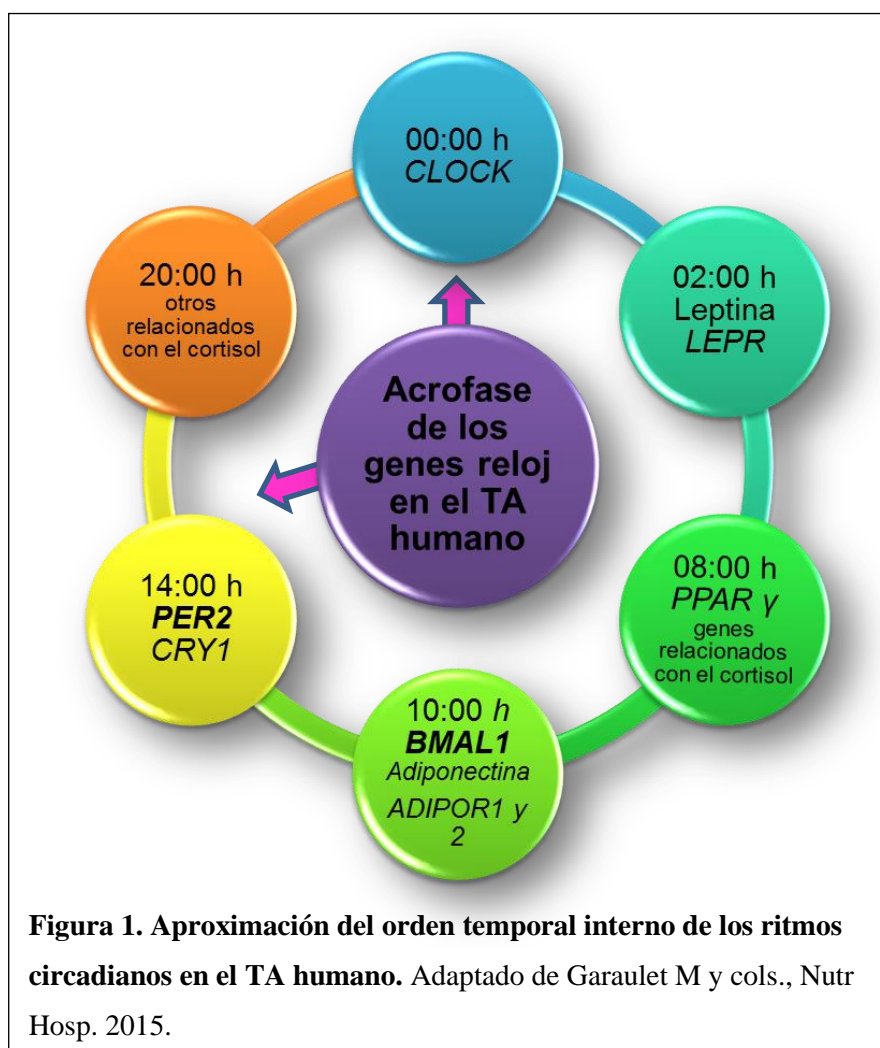 00:00 h
CLOCK
02:00 h
Leptina
LEPR
08:00 h
PPAR γ
genes
relacionados
con el cortisol
10:00 h
BMAL1
Adiponectina
ADIPOR1 y
2
14:00 h
PER2
CRY1
20:00 h
otros
relacionados
con el cortisol
Acrofase
de los
genes reloj
en el TA
humano
Figura 1. Aproximación del orden temporal interno de los ritmos
circadianos en el TA humano. Adaptado de Garaulet M y cols., Nutr
Hosp. 2015.